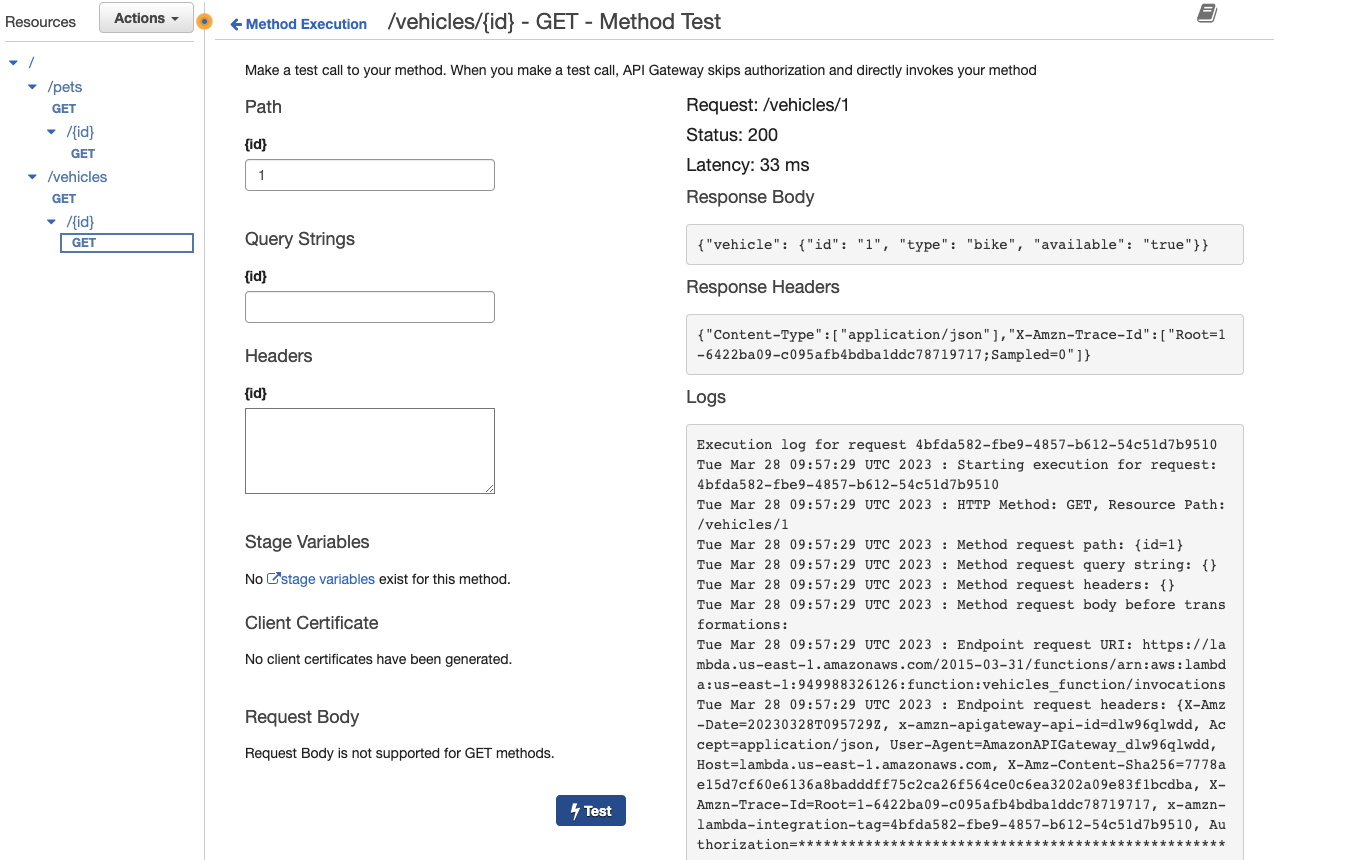 Resources
Actions
/
/pets
GET
/{id}
GET
/vehicles
GET
/{id}
GET
Method Execution
/vehicles/{id} - GET - Method Test
Make a test call to your method. When you make a test call, API Gateway skips authorization and directly invokes your method
Path
{id}
1
Query Strings
{id}
Headers
{id}
Stage Variables
No stage variables exist for this method.
Client Certificate
No client certificates have been generated.
Request Body
Request Body is not supported for GET methods.
Test
Request: /vehicles/1
Status: 200
Latency: 33 ms
Response Body
{"vehicle": {"id": "1", "type": "bike", "available": "true"}}
Response Headers
{"Content-Type":["application/json"],"X-Amzn-Trace-Id":["Root=1
-6422ba09-c095afb4bdba1ddc78719717;Sampled=0"]}
Logs
Execution log for request 4bfda582-fbe9-4857-b612-54c51d7b9510
Tue Mar 28 09:57:29 UTC 2023 : Starting execution for request:
4bfda582-fbe9-4857-b612-54c51d7b9510
Tue Mar 28 09:57:29 UTC 2023 : HTTP Method: GET, Resource Path:
/vehicles/1
Tue Mar 28 09:57:29 UTC 2023 : Method request path: {id=1}
Tue Mar 28 09:57:29 UTC 2023 : Method request query string: {}
Tue Mar 28 09:57:29 UTC 2023 : Method request headers: {}
Tue Mar 28 09:57:29 UTC 2023 : Method request body before trans
formations:
Tue Mar 28 09:57:29 UTC 2023 : Endpoint request URI: https://la
mbda.us-east-1.amazonaws.com/2015-03-31/functions/arn:aws:lambd
a:us-east-1:949988326126:function:vehicles_function/invocations
Tue Mar 28 09:57:29 UTC 2023 : Endpoint request headers: {X-Amz
-Date=20230328T095729Z, x-amzn-apigateway-api-id=dlw96qlwdd, Ac
cept=application/json, User-Agent=AmazonAPIGateway_dlw96qlwdd,
Host=lambda.us-east-1.amazonaws.com, X-Amz-Content-Sha256=7778a
e15d7cf60e6136a8badddff75c2ca26f564ce0c6ea3202a09e83f1bcdba, X-
Amzn-Trace-Id=Root=1-6422ba09-c095afb4bdba1ddc78719717, x-amzn-
lambda-integration-tag=4bfda582-fbe9-4857-b612-54c51d7b9510, Au
thorization=***************************************************